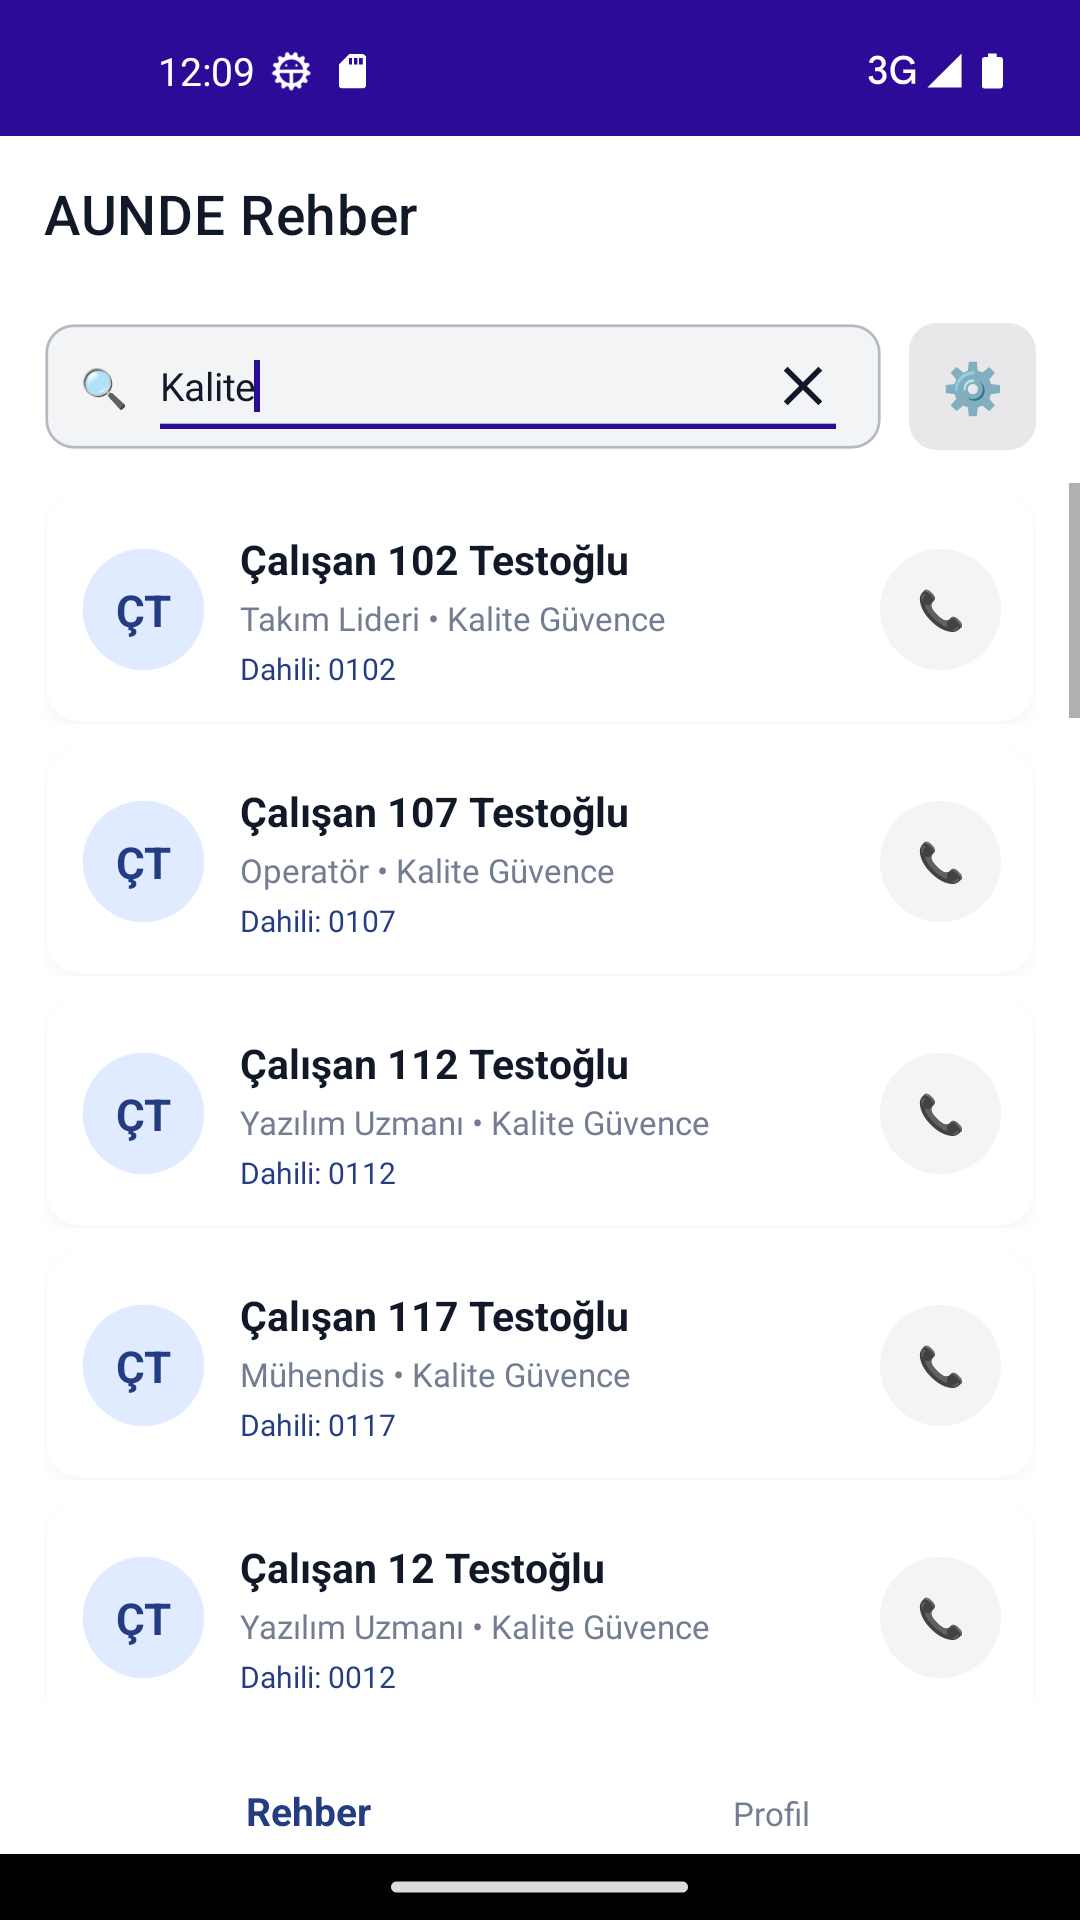 12:09
3G
AUNDE Rehber
Kalite
ÇT
Çalışan 102 Testoğlu
Takım Lideri • Kalite Güvence
Dahili: 0102
ÇT
Çalışan 107 Testoğlu
Operatör • Kalite Güvence
Dahili: 0107
ÇT
Çalışan 112 Testoğlu
Yazılım Uzmanı • Kalite Güvence
Dahili: 0112
ÇT
Çalışan 117 Testoğlu
Mühendis • Kalite Güvence
Dahili: 0117
ÇT
Çalışan 12 Testoğlu
Yazılım Uzmanı • Kalite Güvence
Dahili: 0012
Rehber
Profil